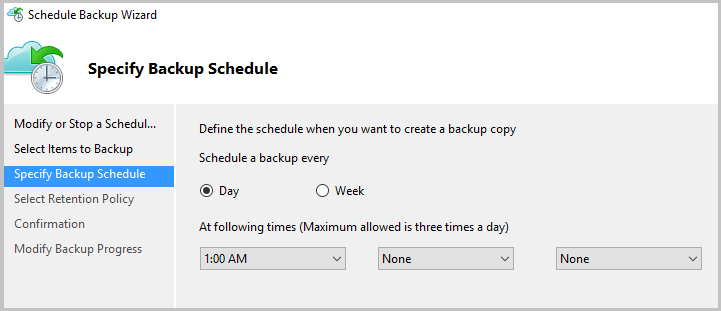 Schedule Backup Wizard
Specify Backup Schedule
Modify or Stop a Schedul...
Select Items to Backup
Specify Backup Schedule
Select Retention Policy
Confirmation
Modify Backup Progress
Define the schedule when you want to create a backup copy
Schedule a backup every
Day Week
At following times (Maximum allowed is three times a day)
1:00 AM None None